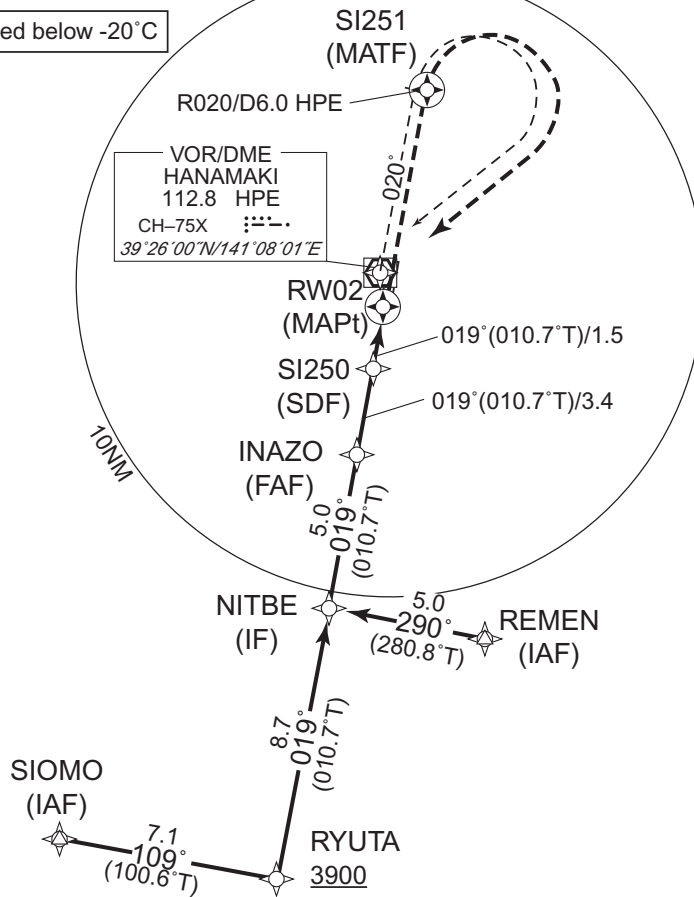 ed below -20˚C
SI251
(MATF)
R020/D6.0 HPE
VOR/DME
HANAMAKI
112.8 HPE
CH–75X
39˚26′00″N/141˚08′01″E
020˚
RW02
(MAPt)
019˚(010.7˚T)/1.5
SI250
(SDF)
019˚(010.7˚T)/3.4
INAZO
(FAF)
10NM
5.0
019˚
(010.7˚T)
NITBE
(IF)
5.0
290˚
(280.8˚T)
REMEN
(IAF)
8.7
019˚
(010.7˚T)
SIOMO
(IAF)
7.1
109˚
(100.6˚T)
RYUTA
3900